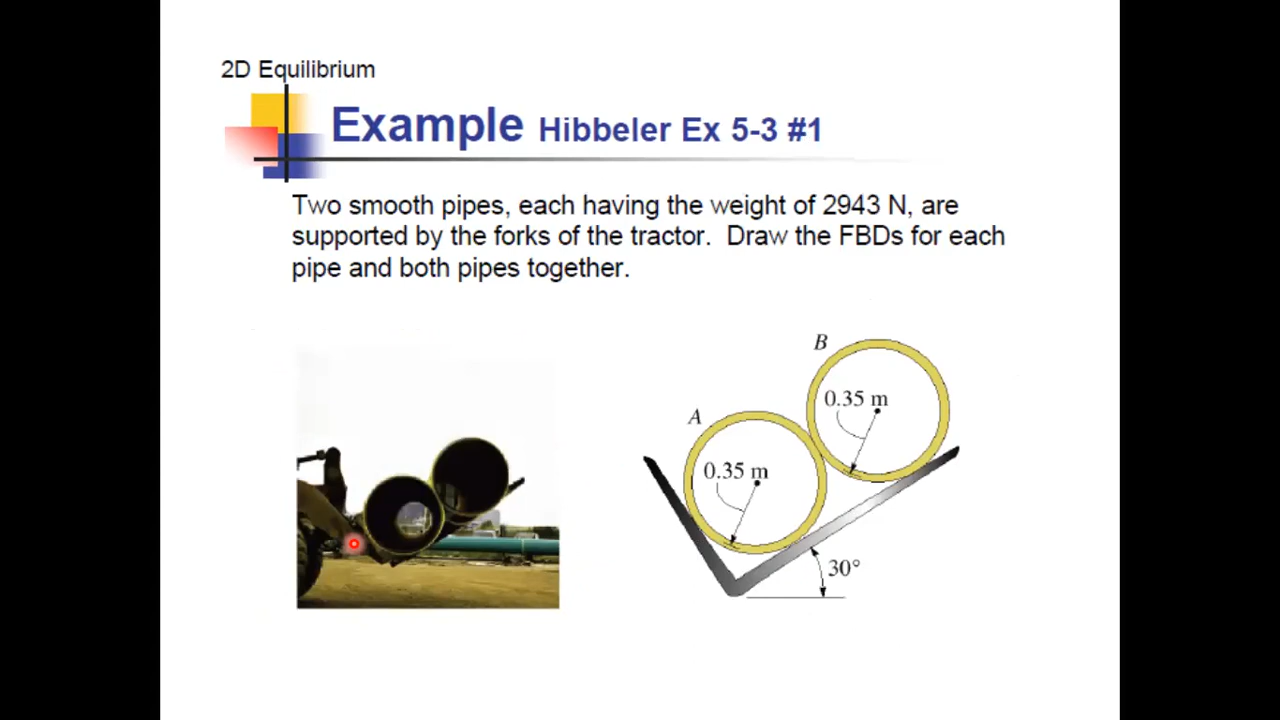 2D Equilibrium
Example Hibbeler Ex 5-3 #1
Two smooth pipes, each having the weight of 2943 N, are
supported by the forks of the tractor.  Draw the FBDs for each
pipe and both pipes together.
B
0.35 m
A
0.35 m
30°